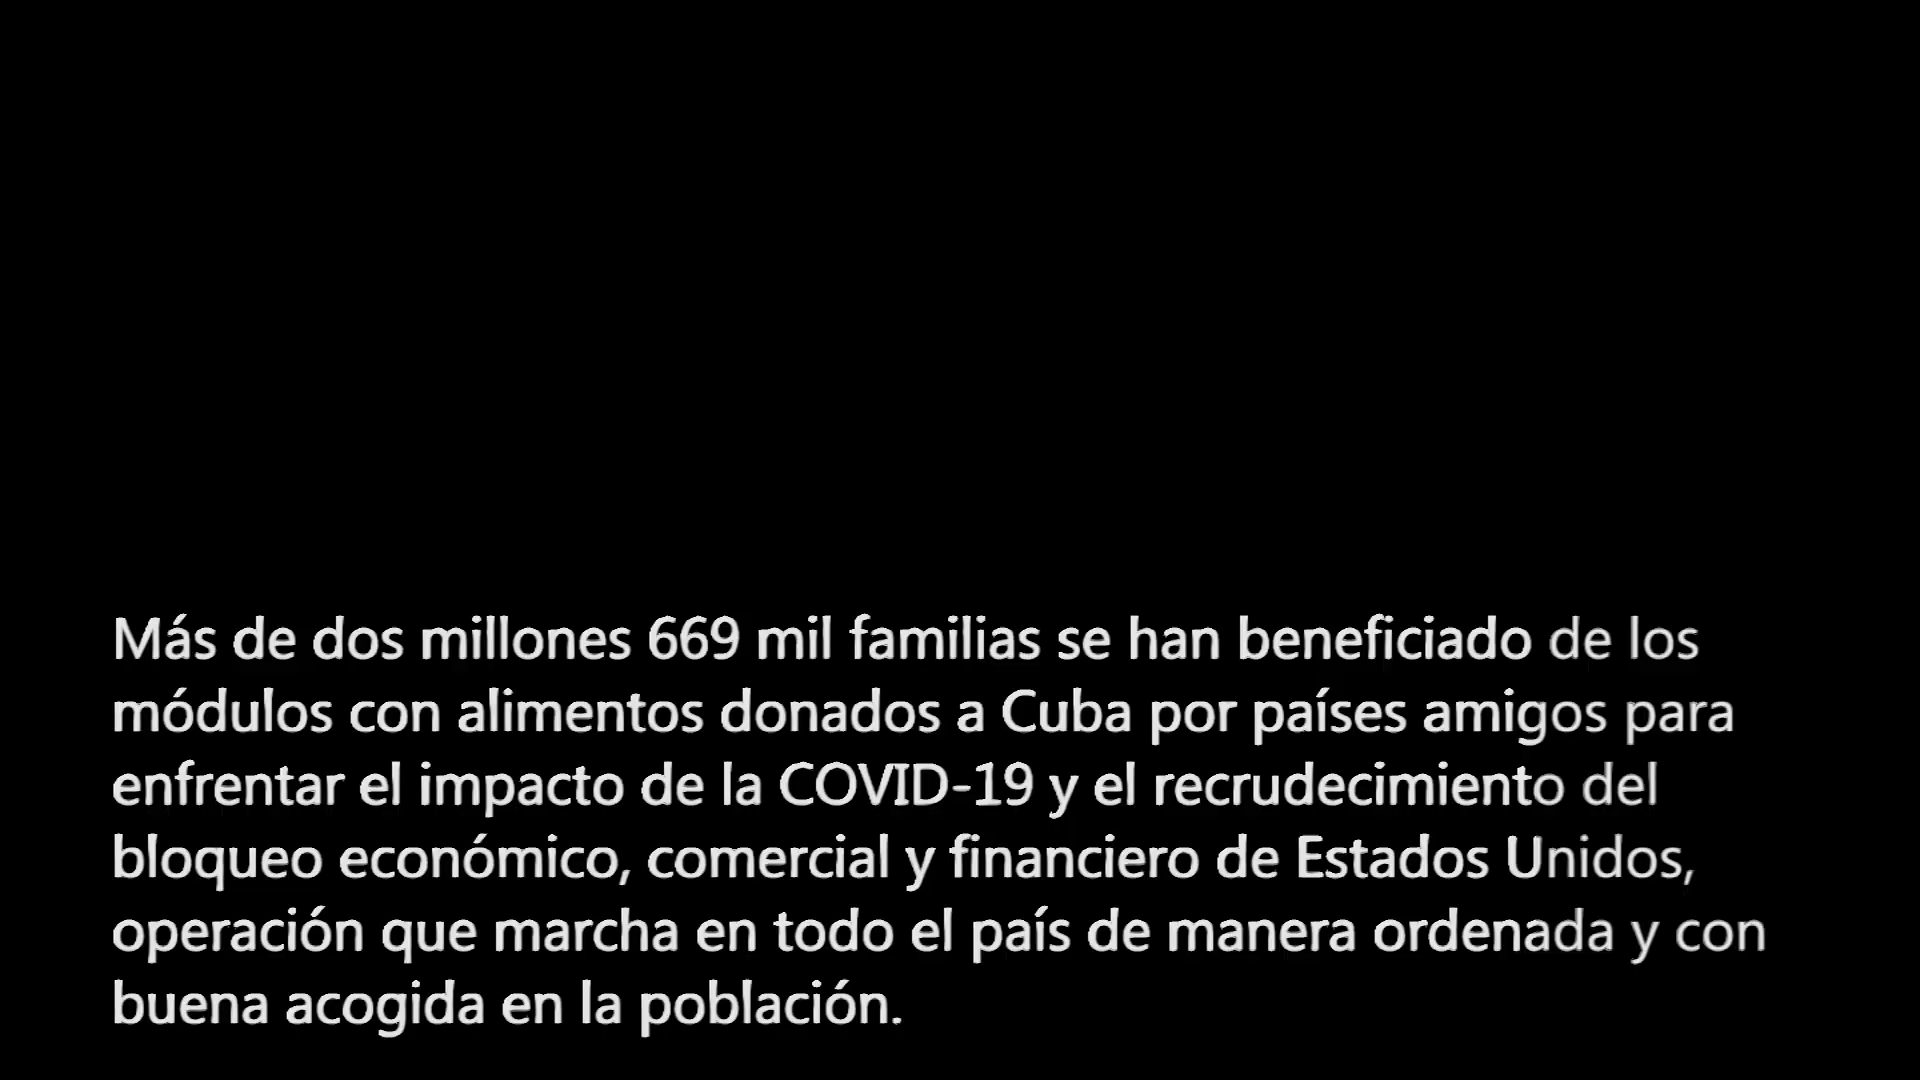 Más de dos millones 669 mil familias se han beneficiado de los
módulos con alimentos donados a Cuba por países amigos para
enfrentar el impacto de la COVID-19 y el recrudecimiento del
bloqueo económico, comercial y financiero de Estados Unidos,
operación que marcha en todo el país de manera ordenada y con
buena acogida en la población.